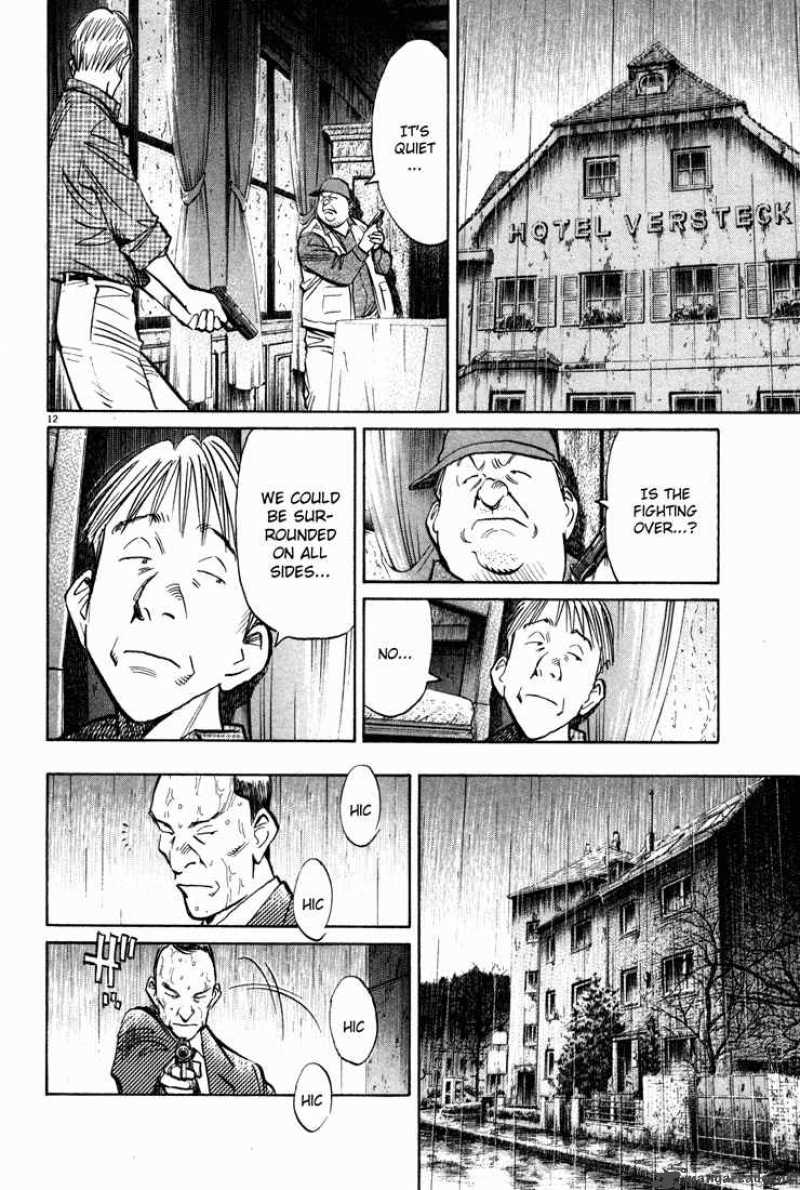 HOTEL VERSTECK
IT'S
QUIET
...
12
IS THE
FIGHTING
OVER...?
WE COULD
BE SUR-
ROUNDED
ON ALL
SIDES...
NO...
HIC
HIC
HIC
HIC